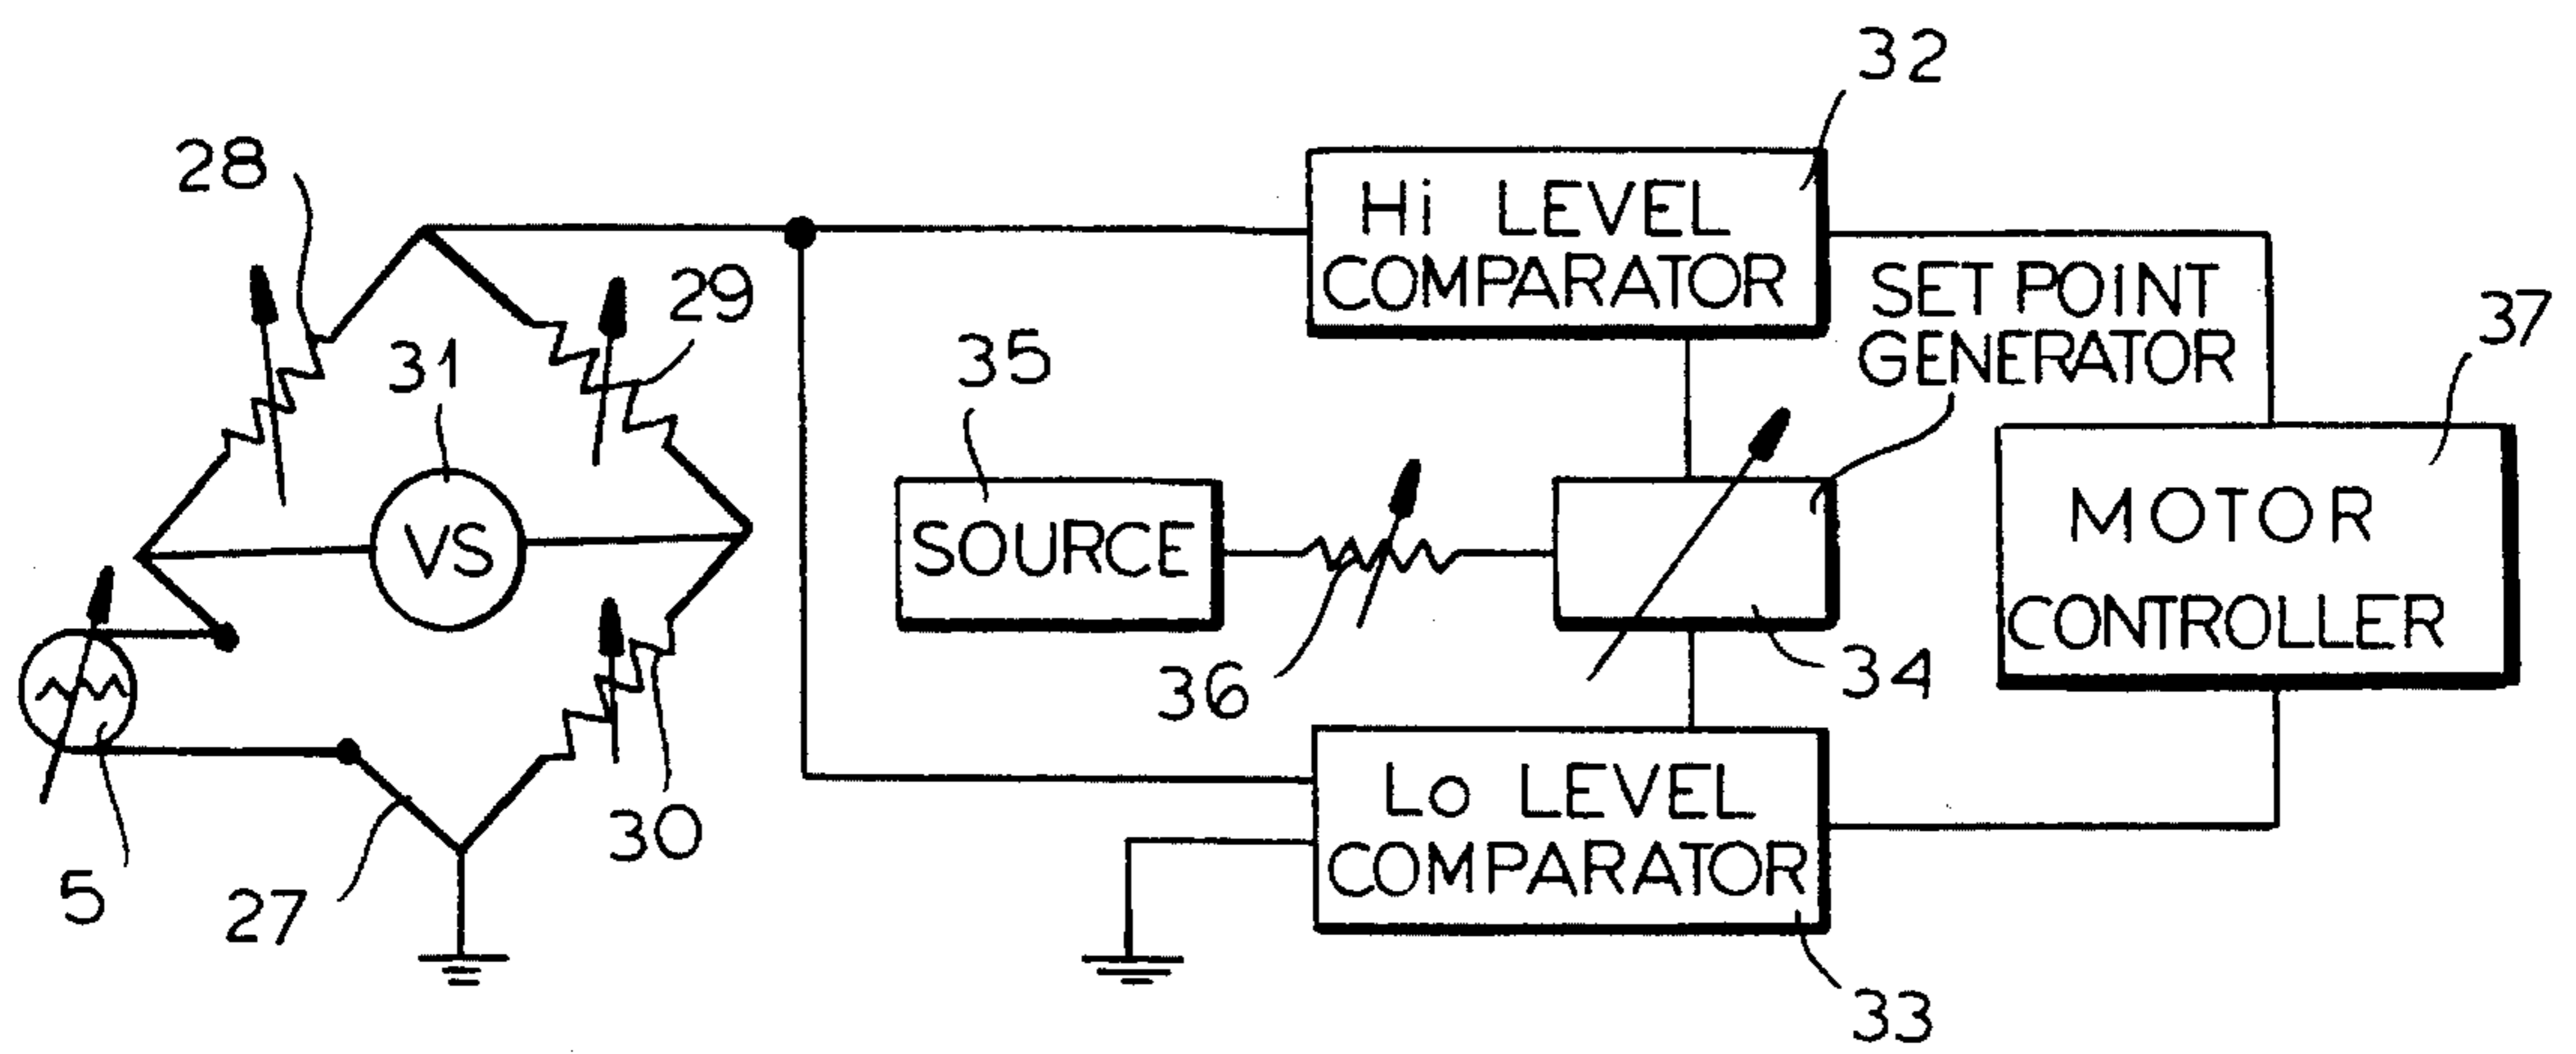 32
28
Hi LEVEL
COMPARATOR
SET POINT
GENERATOR
29
37
31
35
VS
SOURCE
MOTOR
CONTROLLER
36
34
Lo LEVEL
COMPARATOR
30
5
27
33